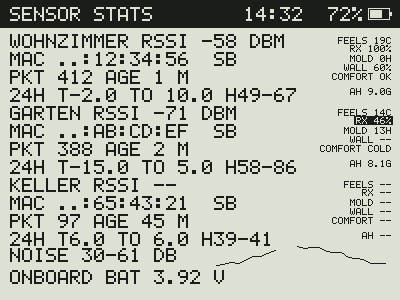 SENSOR STATS 14:32 72%
WOHNZIMMER RSSI -58 DBM
MAC ..:12:34:56 SB
PKT 412 AGE 1 M
24H T-2.0 TO 10.0 H49-67
FEELS 19C
RX 100%
MOLD 0H
WALL 60%
COMFORT OK
AH 9.0G
GARTEN RSSI -71 DBM
MAC ..:AB:CD:EF SB
PKT 388 AGE 2 M
24H T-15.0 TO 5.0 H58-86
FEELS 14C
RX 46%
MOLD 13H
WALL --
COMFORT COLD
AH 8.1G
KELLER RSSI --
MAC ..:65:43:21 SB
PKT 97 AGE 45 M
24H T6.0 TO 6.0 H39-41
FEELS --
RX --
MOLD --
WALL --
COMFORT --
AH --
NOISE 30-61 DB
ONBOARD BAT 3.92 V